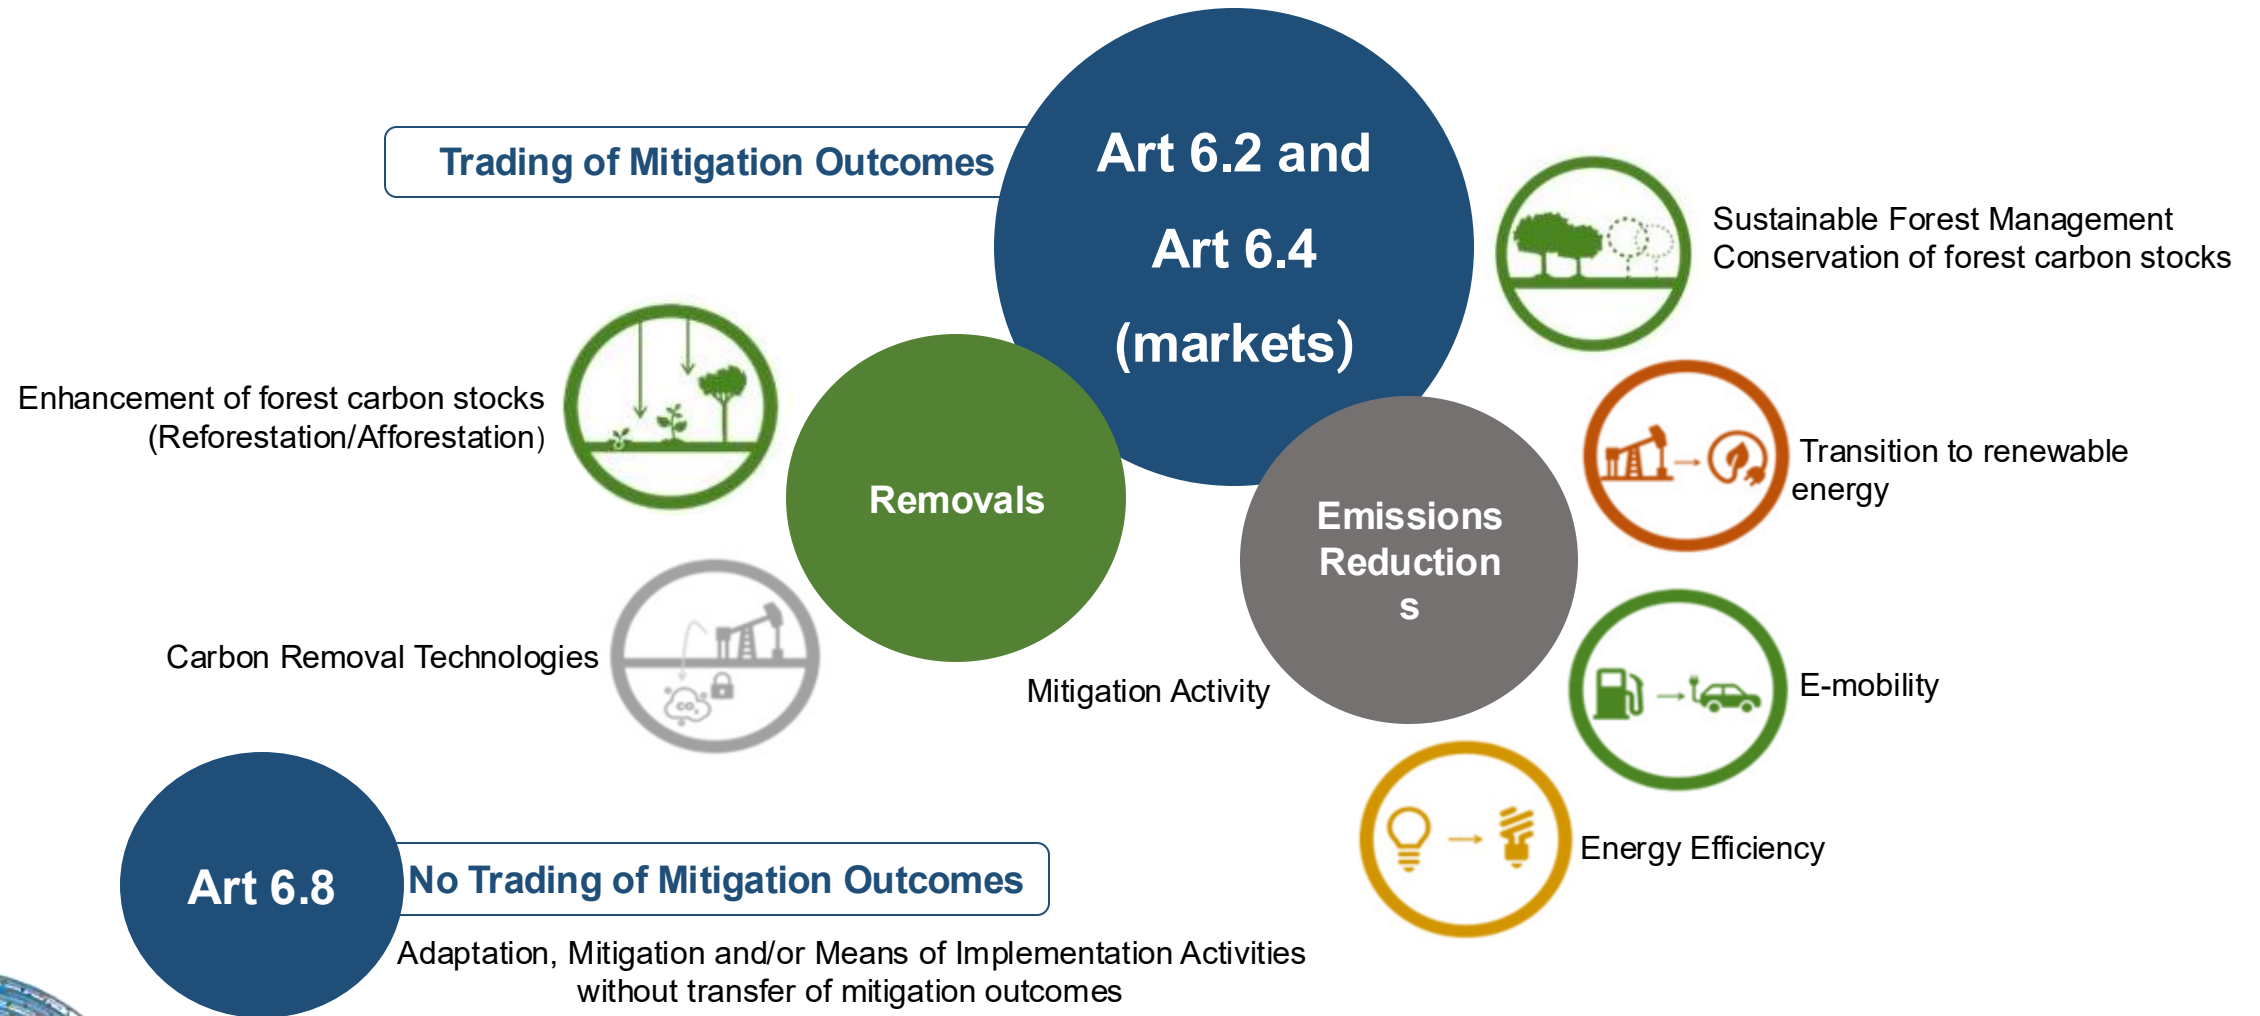 Trading of Mitigation Outcomes
Art 6.2 and
Art 6.4
(markets)
Sustainable Forest Management
Conservation of forest carbon stocks
Enhancement of forest carbon stocks
(Reforestation/Afforestation)
Removals
Transition to renewable
energy
Emissions
Reduction
s
Carbon Removal Technologies
CO₂
Mitigation Activity
E-mobility
Energy Efficiency
Art 6.8
No Trading of Mitigation Outcomes
Adaptation, Mitigation and/or Means of Implementation Activities
without transfer of mitigation outcomes